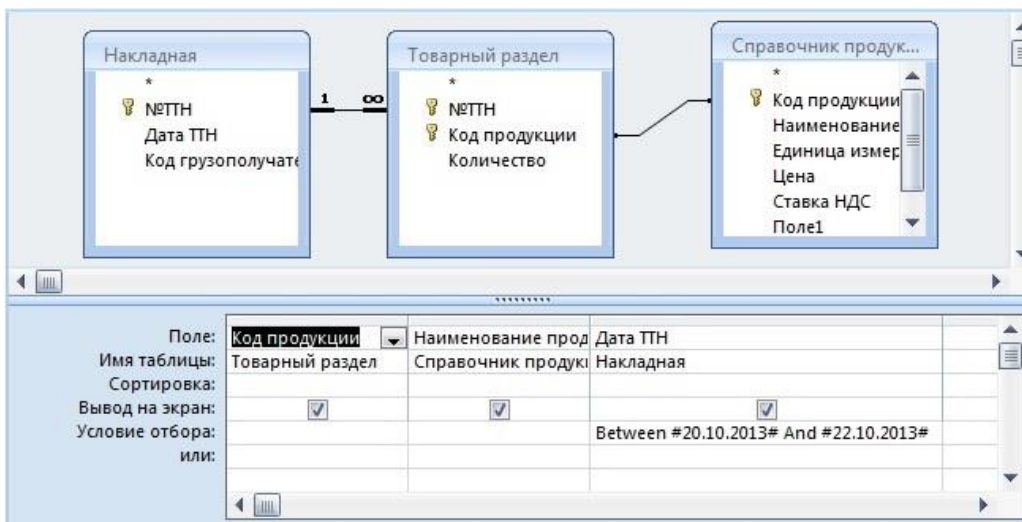 Накладная
*
№ТТН
Дата ТТН
Код грузополучате
1 ∞
Товарный раздел
*
№ТТН
Код продукции
Количество
Справочник продук...
*
Код продукции
Наименование
Единица измер
Цена
Ставка НДС
Поле1
Поле: Код продукции Наименование прод Дата ТТН
Имя таблицы: Товарный раздел Справочник продукı Накладная
Сортировка:
Вывод на экран:
Условие отбора: Between #20.10.2013# And #22.10.2013#
или: